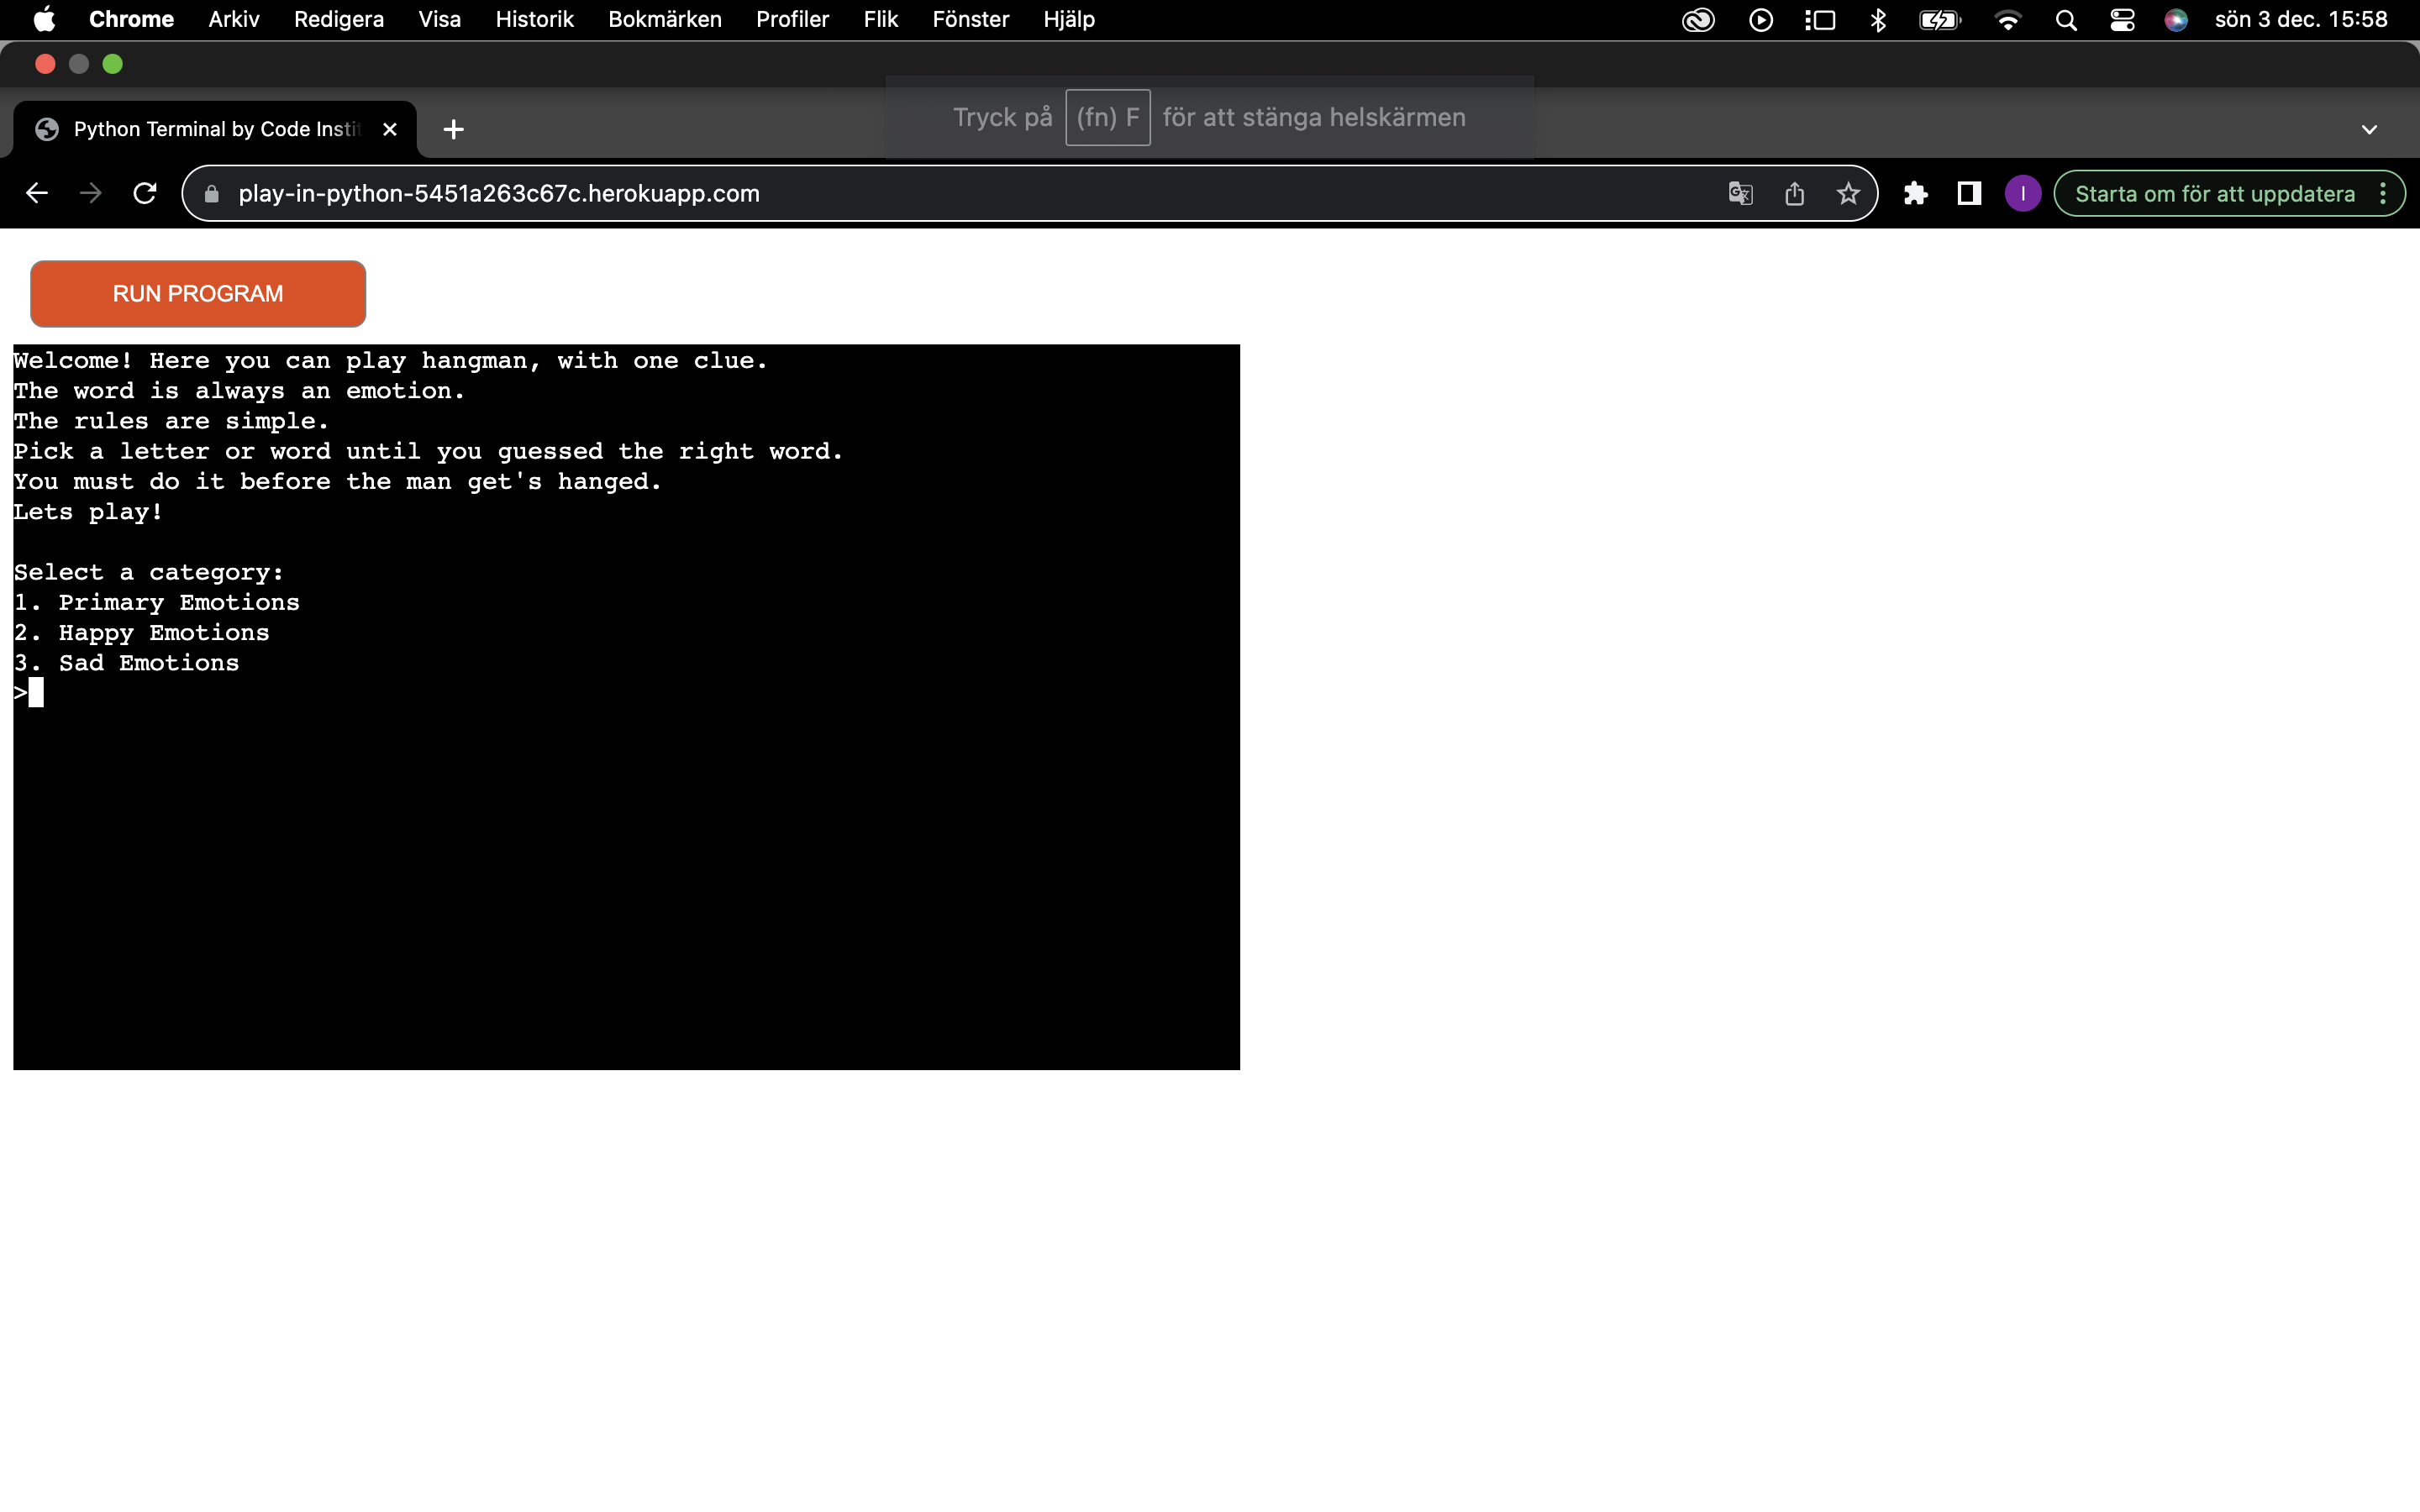 Chrome Arkiv Redigera Visa Historik Bokmärken Profiler Flik Fönster Hjälp sön 3 dec. 15:58
Tryck på (fn) F för att stänga helskärmen
Python Terminal by Code Instit
play-in-python-5451a263c67c.herokuapp.com I Starta om för att uppdatera
RUN PROGRAM
Welcome! Here you can play hangman, with one clue.
The word is always an emotion.
The rules are simple.
Pick a letter or word until you guessed the right word.
You must do it before the man get's hanged.
Lets play!
Select a category:
1. Primary Emotions
2. Happy Emotions
3. Sad Emotions
>